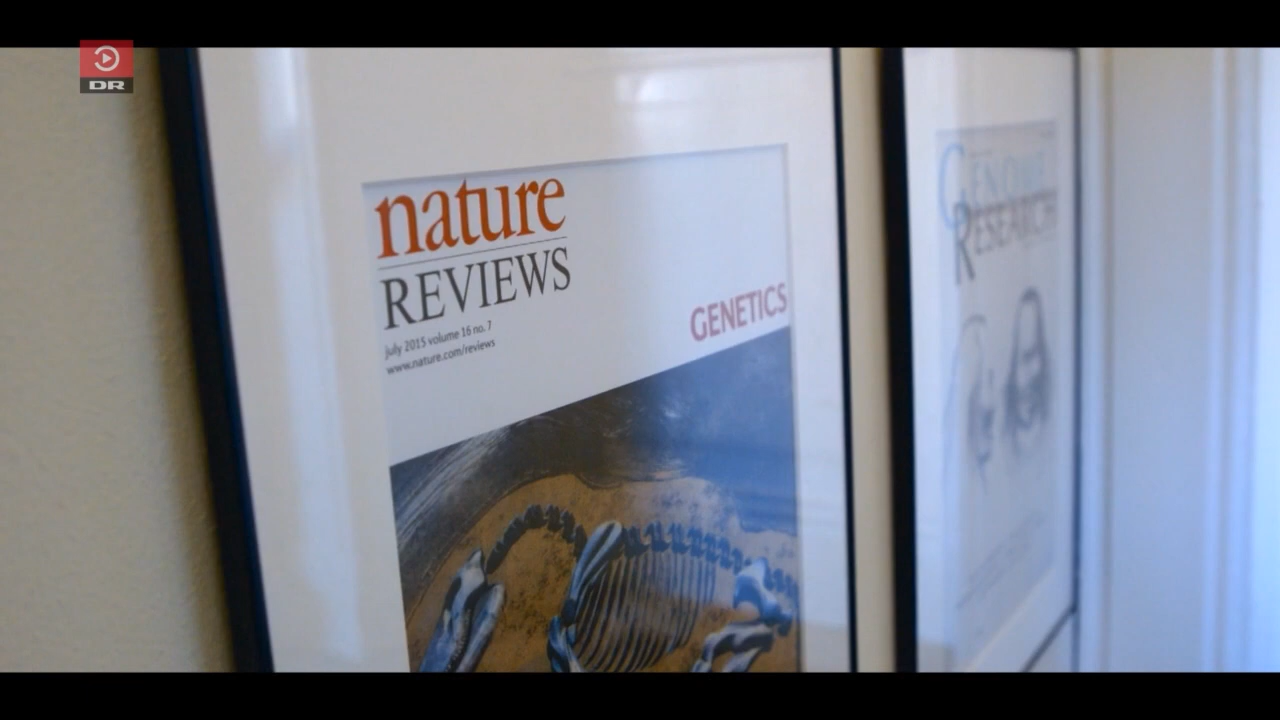 DR
nature
REVIEWS
july 2015 volume 16 no. 7
www.nature.com/reviews
GENETICS
GENOME
RESEARCH